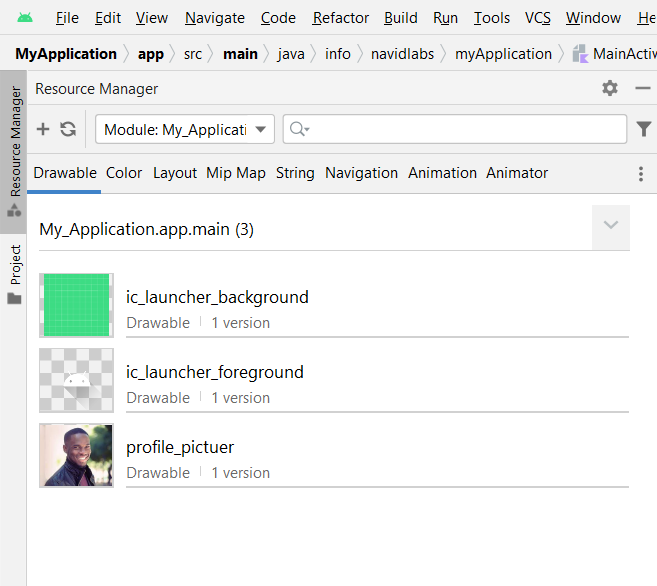 File Edit View Navigate Code Refactor Build Run Tools VCS Window He
MyApplication app src main java info navidlabs myApplication MainActiv
Resource Manager
Resource Manager
Module: My_Applicati
Drawable Color Layout Mip Map String Navigation Animation Animator
Project
My_Application.app.main (3)
ic_launcher_background
Drawable | 1 version
ic_launcher_foreground
Drawable | 1 version
profile_pictuer
Drawable | 1 version